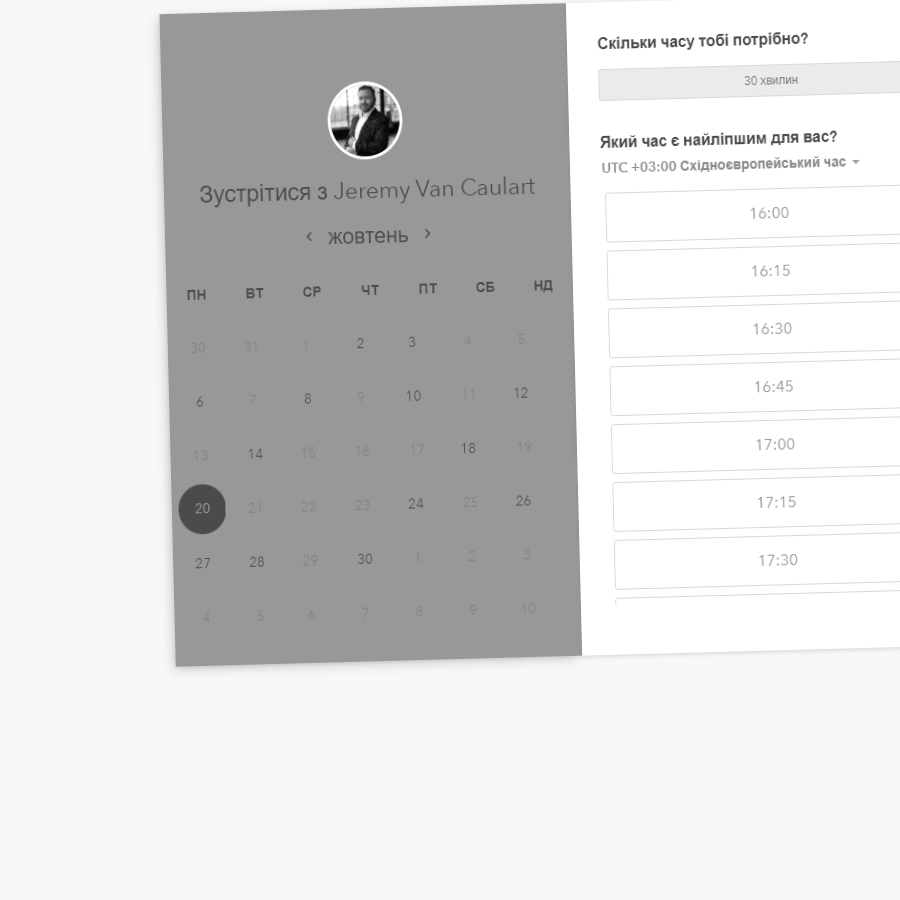 Зустрітися з Jeremy Van Caulart
жовтень
ПН ВТ СР ЧТ ПТ СБ НД
30 31 1 2 3 4 5
6 7 8 9 10 11 12
13 14 15 16 17 18 19
20 21 22 23 24 25 26
27 28 29 30 1 2 3
4 5 6 7 8 9 10
Скільки часу тобі потрібно?
30 хвилин
Який час є найліпшим для вас?
UTC +03:00 Східноєвропейський час
16:00
16:15
16:30
16:45
17:00
17:15
17:30